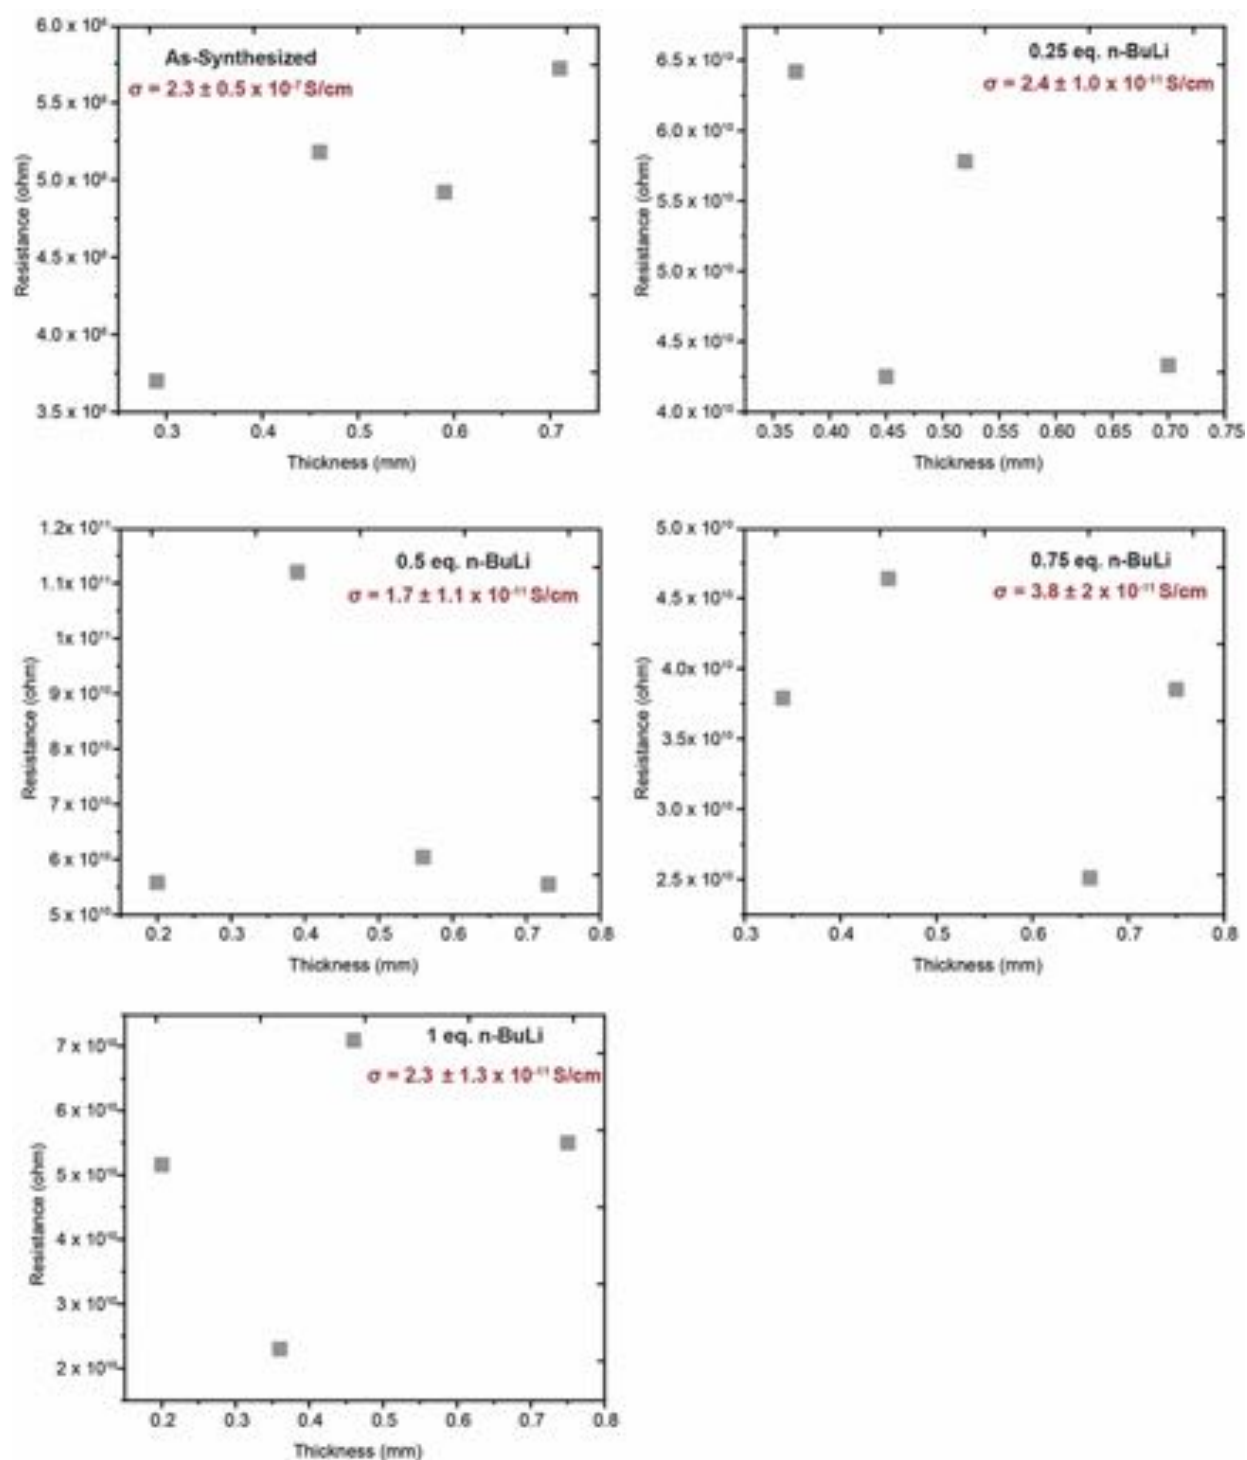 As-Synthesized
σ = 2.3 ± 0.5 x 10⁻⁷ S/cm
6.0 x 10⁶
5.5 x 10⁶
5.0 x 10⁶
4.5 x 10⁶
4.0 x 10⁶
3.5 x 10⁶
Resistance (ohm)
0.3 0.4 0.5 0.6 0.7
Thickness (mm)
0.25 eq. n-BuLi
σ = 2.4 ± 1.0 x 10⁻¹¹ S/cm
6.5 x 10¹⁰
6.0 x 10¹⁰
5.5 x 10¹⁰
5.0 x 10¹⁰
4.5 x 10¹⁰
4.0 x 10¹⁰
Resistance (ohm)
0.35 0.40 0.45 0.50 0.55 0.60 0.65 0.70 0.75
Thickness (mm)
0.5 eq. n-BuLi
σ = 1.7 ± 1.1 x 10⁻¹¹ S/cm
1.2x 10¹¹
1.1x 10¹¹
1x 10¹¹
9 x 10¹⁰
8 x 10¹⁰
7 x 10¹⁰
6 x 10¹⁰
5 x 10¹⁰
Resistance (ohm)
0.2 0.3 0.4 0.5 0.6 0.7 0.8
Thickness (mm)
0.75 eq. n-BuLi
σ = 3.8 ± 2 x 10⁻¹¹ S/cm
5.0 x 10¹⁰
4.5 x 10¹⁰
4.0x 10¹⁰
3.5 x 10¹⁰
3.0 x 10¹⁰
2.5 x 10¹⁰
Resistance (ohm)
0.3 0.4 0.5 0.6 0.7 0.8
Thickness (mm)
1 eq. n-BuLi
σ = 2.3 ± 1.3 x 10⁻¹¹ S/cm
7 x 10¹⁰
6 x 10¹⁰
5 x 10¹⁰
4 x 10¹⁰
3 x 10¹⁰
2 x 10¹⁰
Resistance (ohm)
0.2 0.3 0.4 0.5 0.6 0.7 0.8
Thickness (mm)